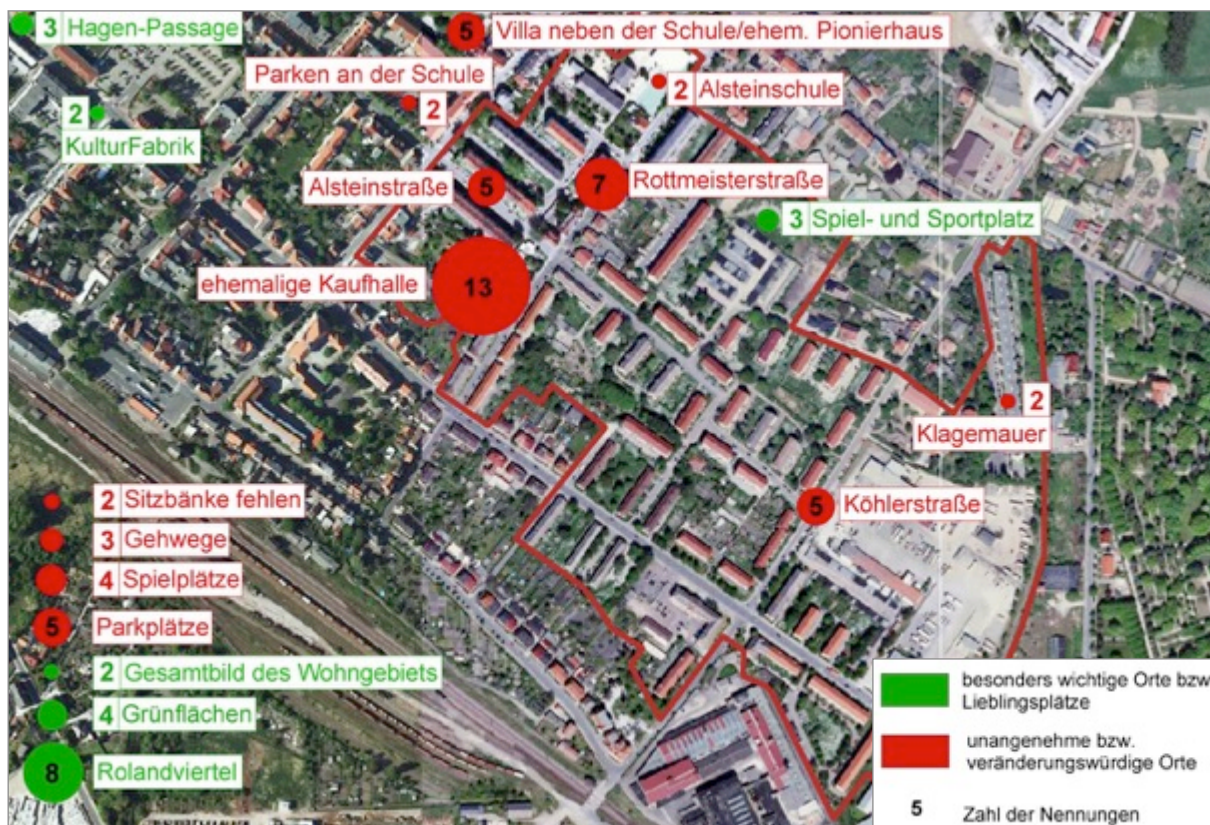 3 Hagen-Passage
5 Villa neben der Schule/ehem. Pionierhaus
Parken an der Schule
2
2 Alsteinschule
2
KulturFabrik
Alsteinstraße
5
7 Rottmeisterstraße
3 Spiel- und Sportplatz
ehemalige Kaufhalle
13
2
Klagemauer
5 Köhlerstraße
2 Sitzbänke fehlen
3 Gehwege
4 Spielplätze
5 Parkplätze
2 Gesamtbild des Wohngebiets
4 Grünflächen
8 Rolandviertel
besonders wichtige Orte bzw
Lieblingsplätze
unangenehme bzw.
veränderungswürdige Orte
5 Zahl der Nennungen